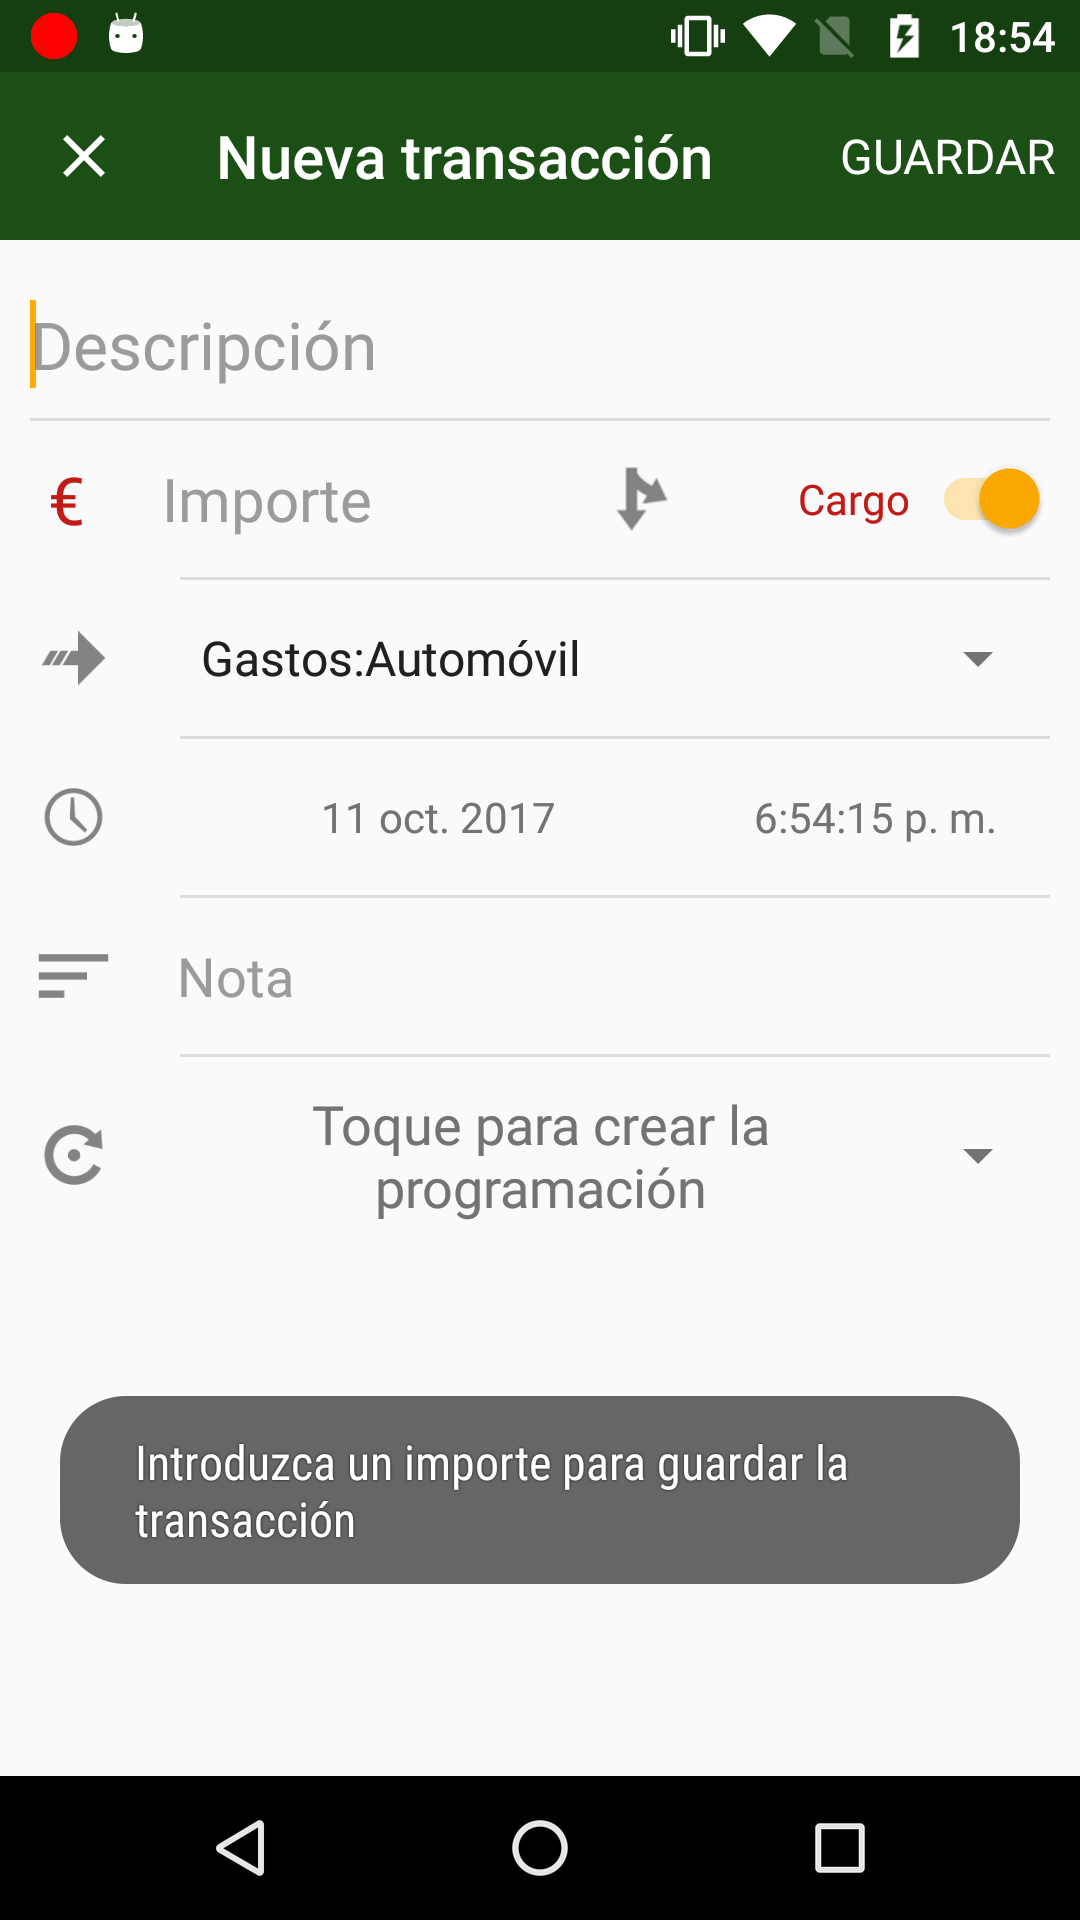 18:54
Nueva transacción
GUARDAR
Descripción
€ Importe
Cargo
Gastos:Automóvil
11 oct. 2017
6:54:15 p. m.
Nota
Toque para crear la
programación
Introduzca un importe para guardar la
transacción